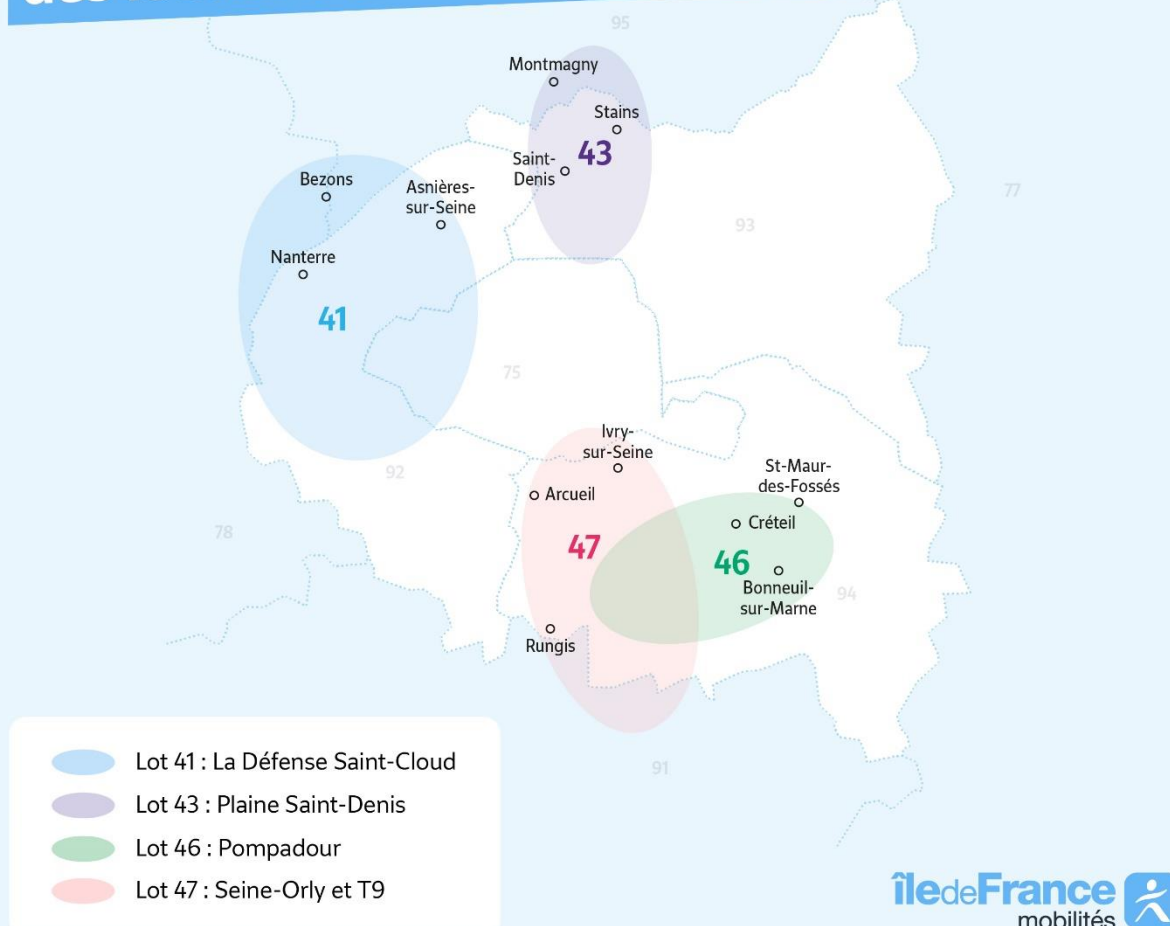 95
Montmagny
Stains
43
Saint-
Denis
Bezons
Asnières-
sur-Seine
77
93
Nanterre
41
75
Ivry-
sur-Seine
92
St-Maur-
des-Fossés
Arcueil
Créteil
78
47
46
Bonneuil-
sur-Marne
94
Rungis
91
Lot 41 : La Défense Saint-Cloud
Lot 43 : Plaine Saint-Denis
Lot 46 : Pompadour
Lot 47 : Seine-Orly et T9
îledeFrance
mobilités